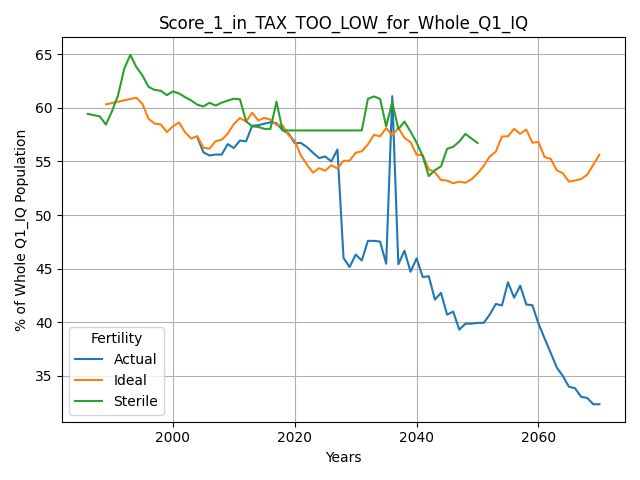 Score_1_in_TAX_TOO_LOW_for_Whole_Q1_IQ
% of Whole Q1_IQ Population
65
60
55
50
45
40
35
Fertility
Actual
Ideal
Sterile
2000
2020
2040
2060
Years